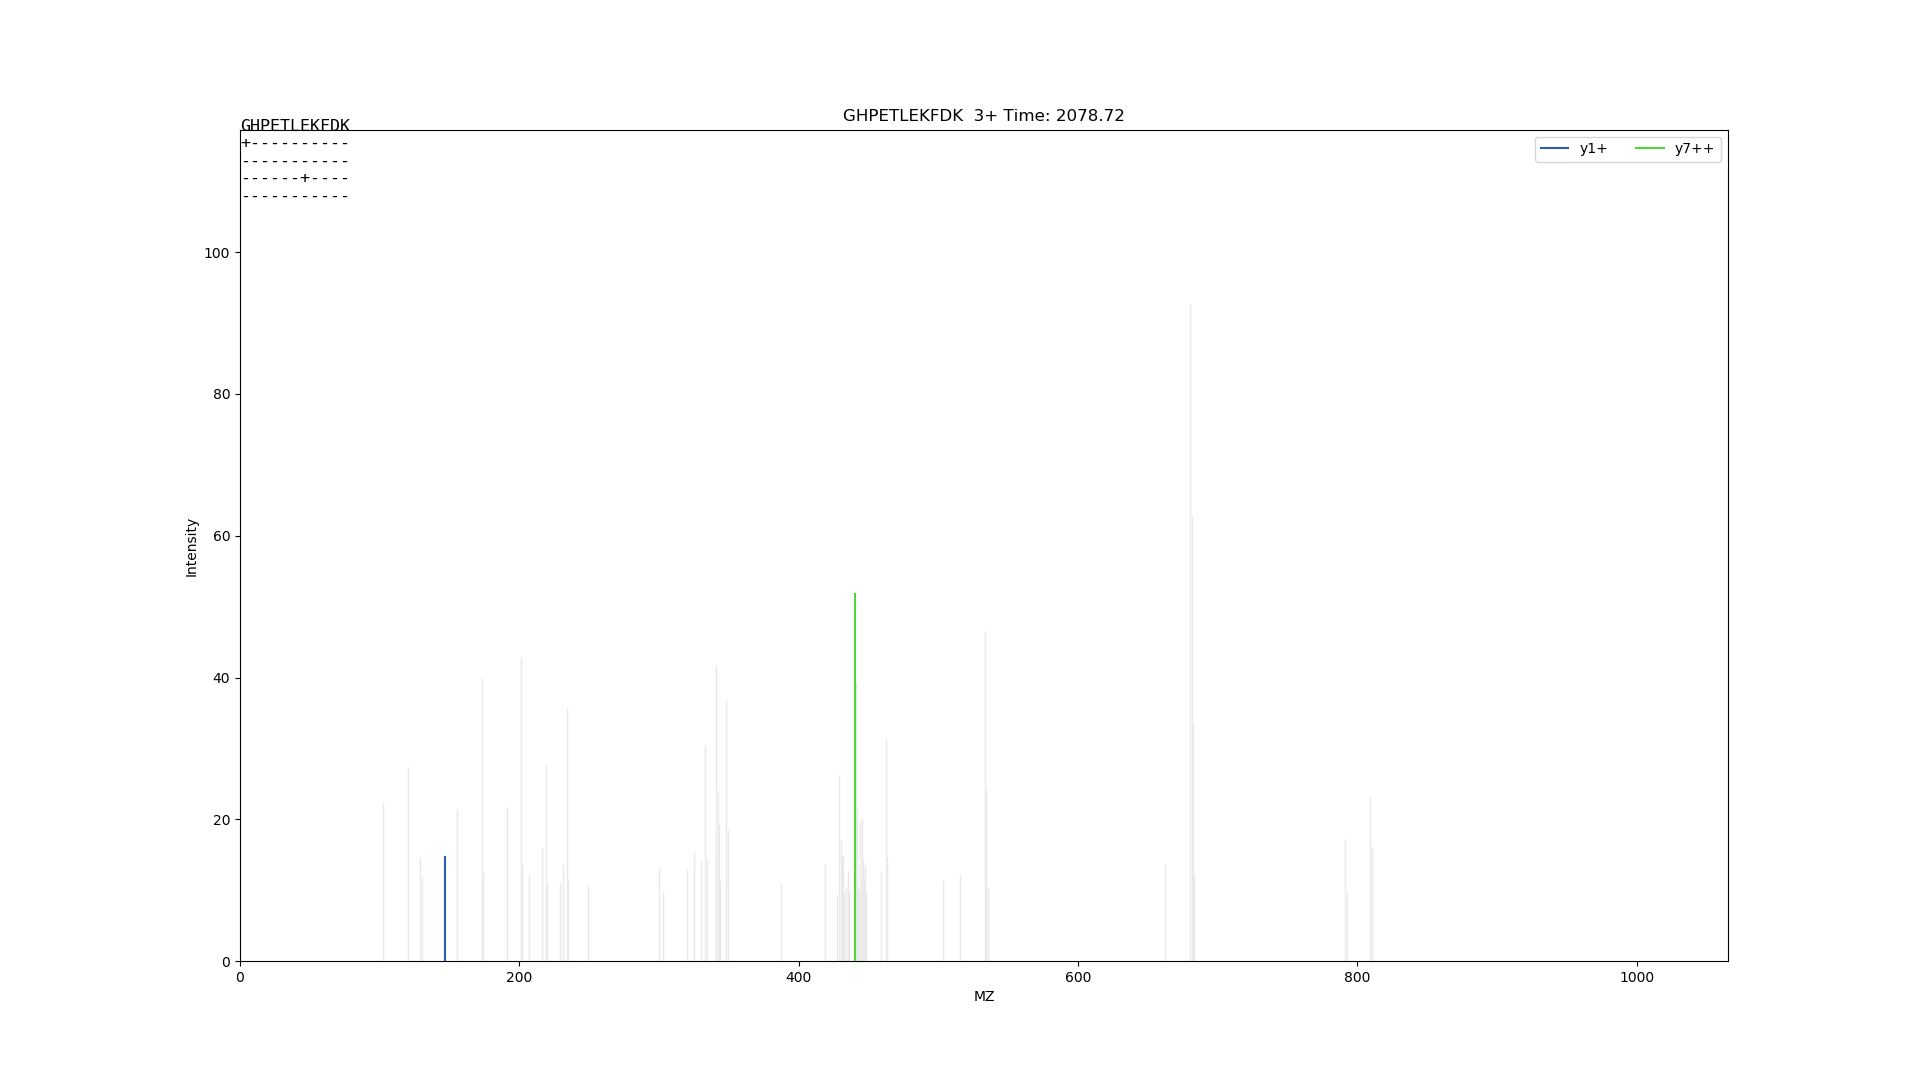 GHPETLEKFDK  3+ Time: 2078.72
GHPETLEKFDK
+----------
-----------
------+----
-----------
y1+
y7++
100
80
60
40
20
0
Intensity
0
200
400
600
800
1000
MZ